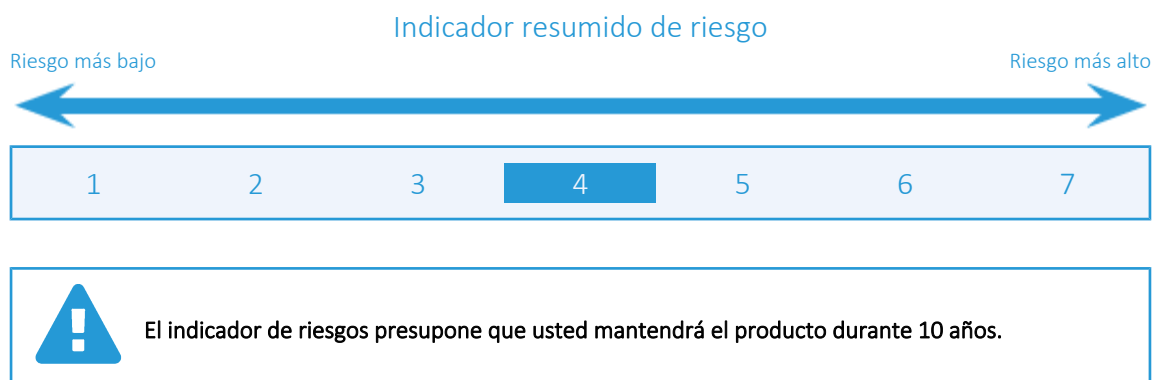 Indicador resumido de riesgo
Riesgo más bajo Riesgo más alto
1 2 3 4 5 6 7
El indicador de riesgos presupone que usted mantendrá el producto durante 10 años.